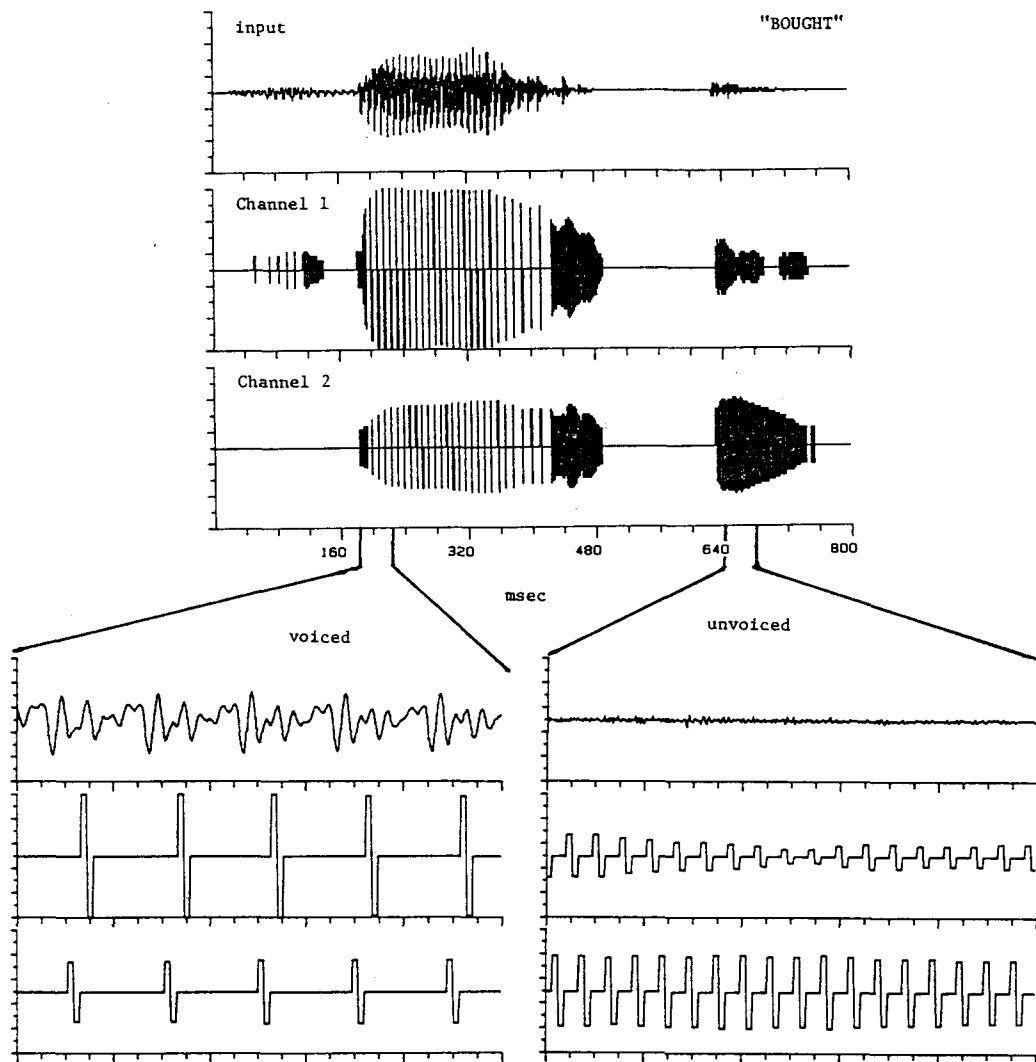 input "BOUGHT"
Channel 1
Channel 2
160 320 480 640 800
msec
voiced unvoiced